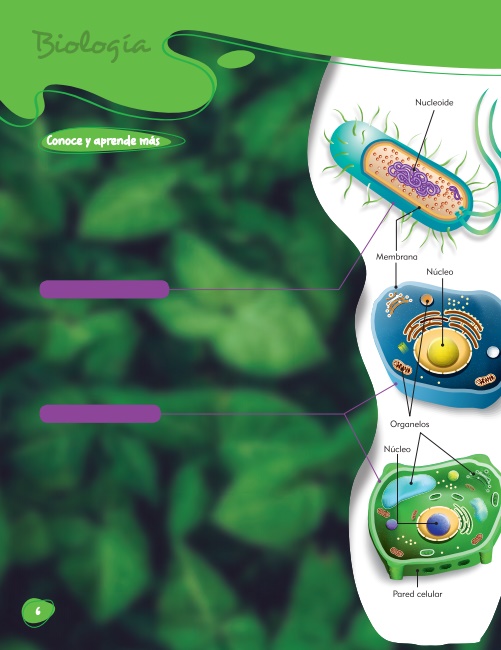 Biología
Conoce y aprende más
Nucleoide
Membrana
Núcleo
Organelos
Núcleo
Pared celular
6